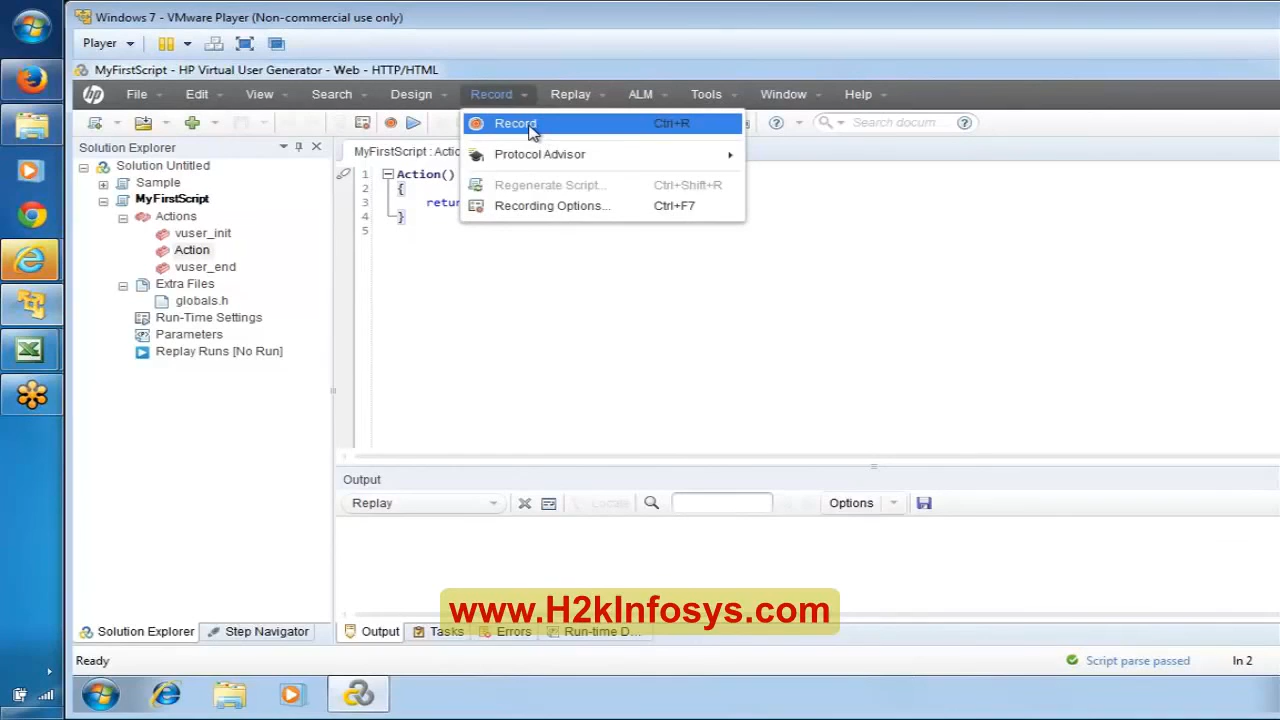 Windows 7 - VMware Player (Non-commercial use only)
Player
MyFirstScript - HP Virtual User Generator - Web - HTTP/HTML
hp File Edit View Search Design Record Replay ALM Tools Window Help
Search docum
Record Ctrl+R
Protocol Advisor
Regenerate Script... Ctrl+Shift+R
Recording Options... Ctrl+F7
Solution Explorer
Solution Untitled
Sample
MyFirstScript
Actions
vuser_init
Action
vuser_end
Extra Files
globals.h
Run-Time Settings
Parameters
Replay Runs [No Run]
MyFirstScript : Actio
1 Action()
2 {
3 retur
4 }
5
Output
Replay Locate Options
www.H2kInfosys.com
Solution Explorer Step Navigator Output Tasks Errors Run-time D...
Ready Script parse passed ln 2